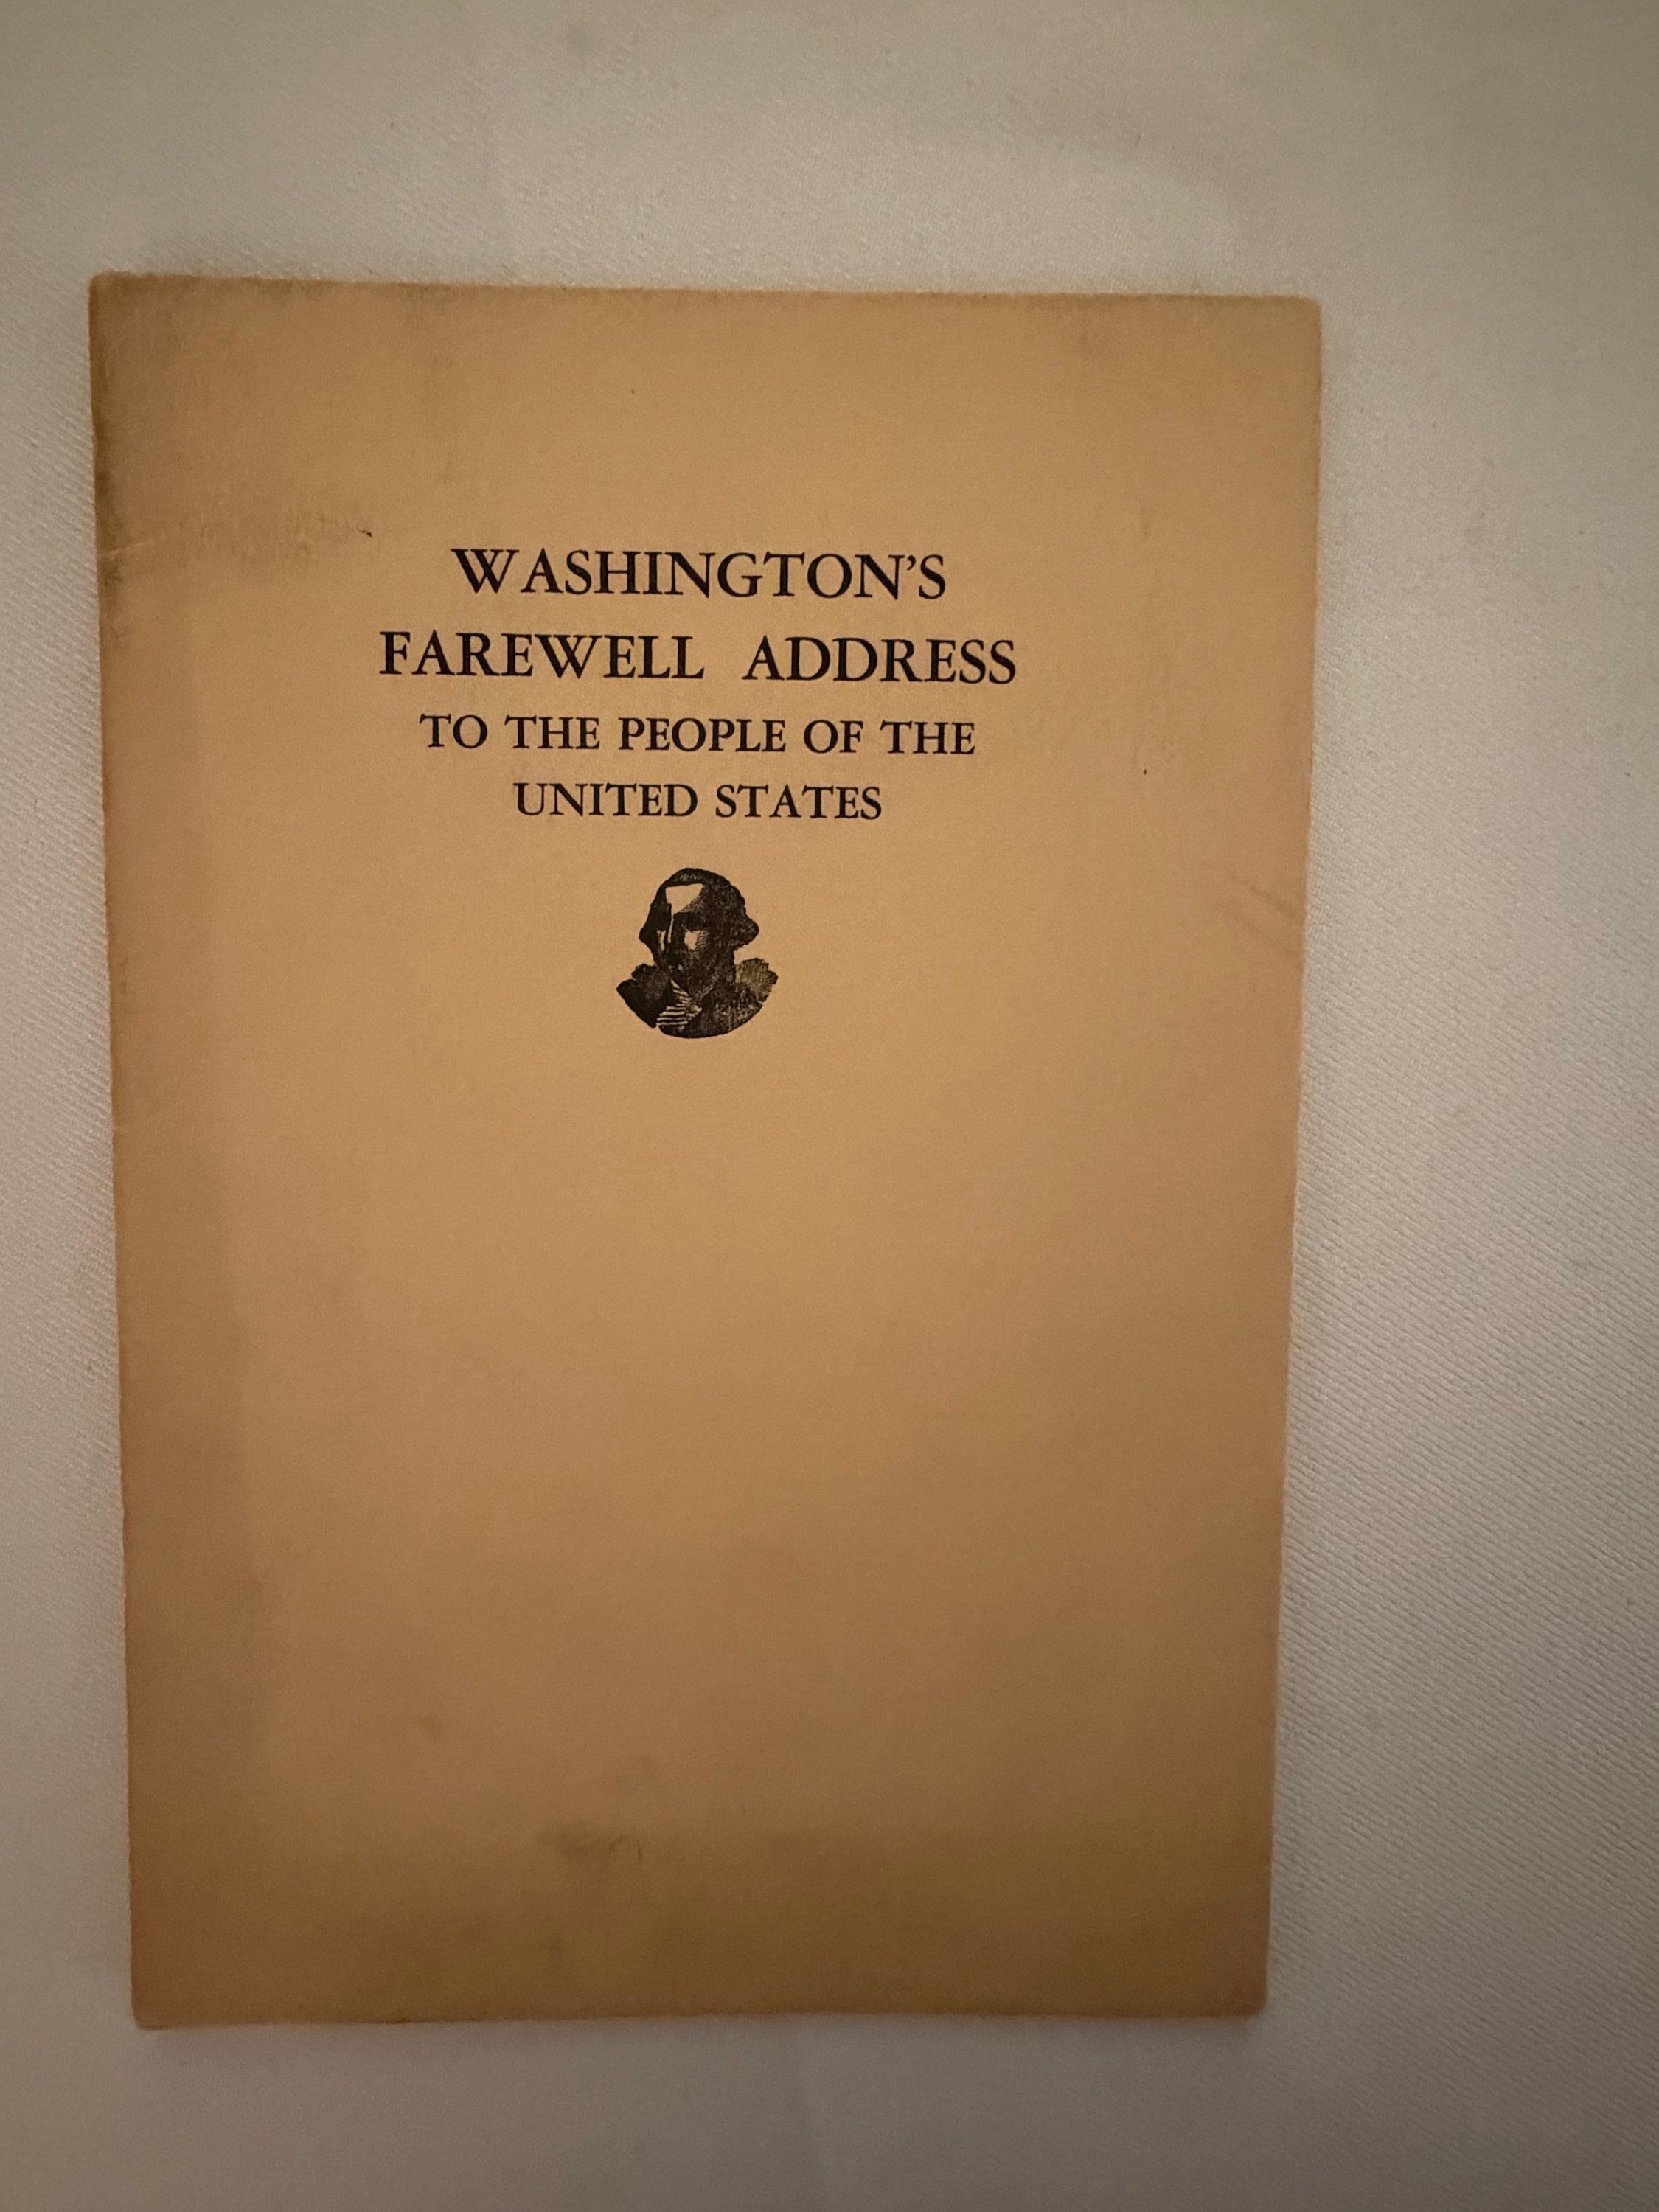 WASHINGTON'S
FAREWELL ADDRESS
TO THE PEOPLE OF THE
UNITED STATES